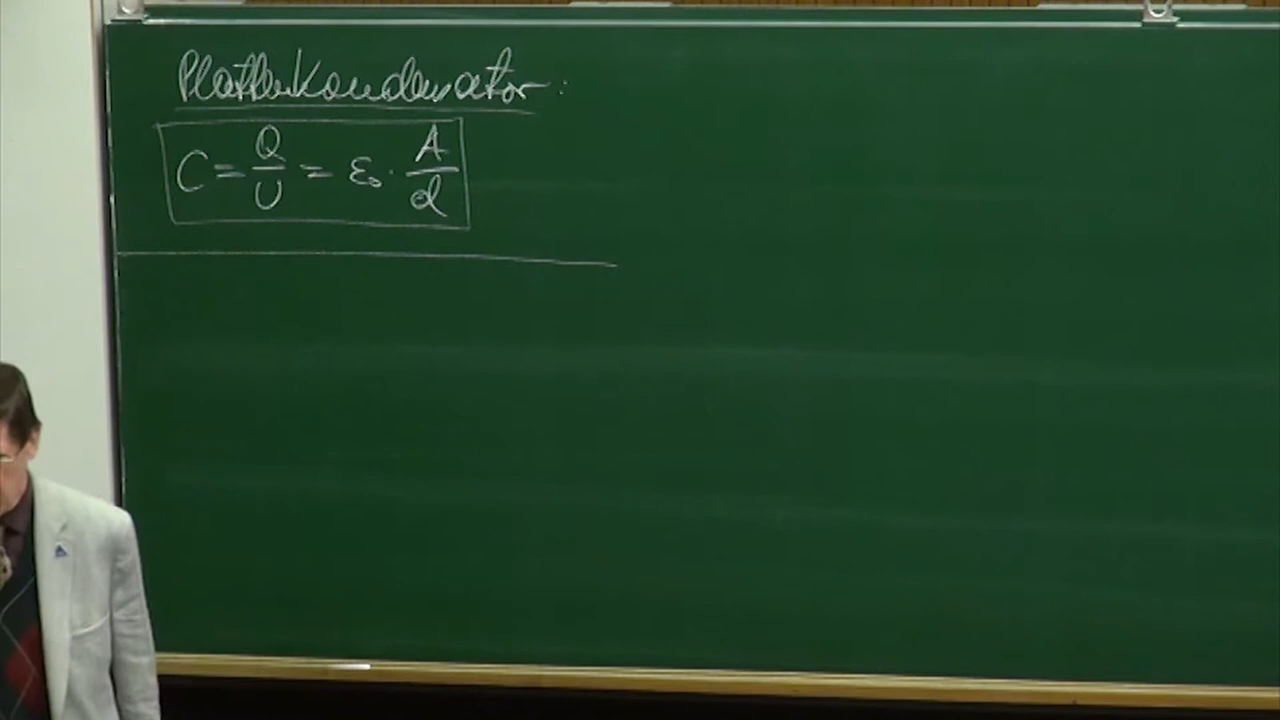 Plattenkondensator:
C = Q/U = ε₀ · A/d